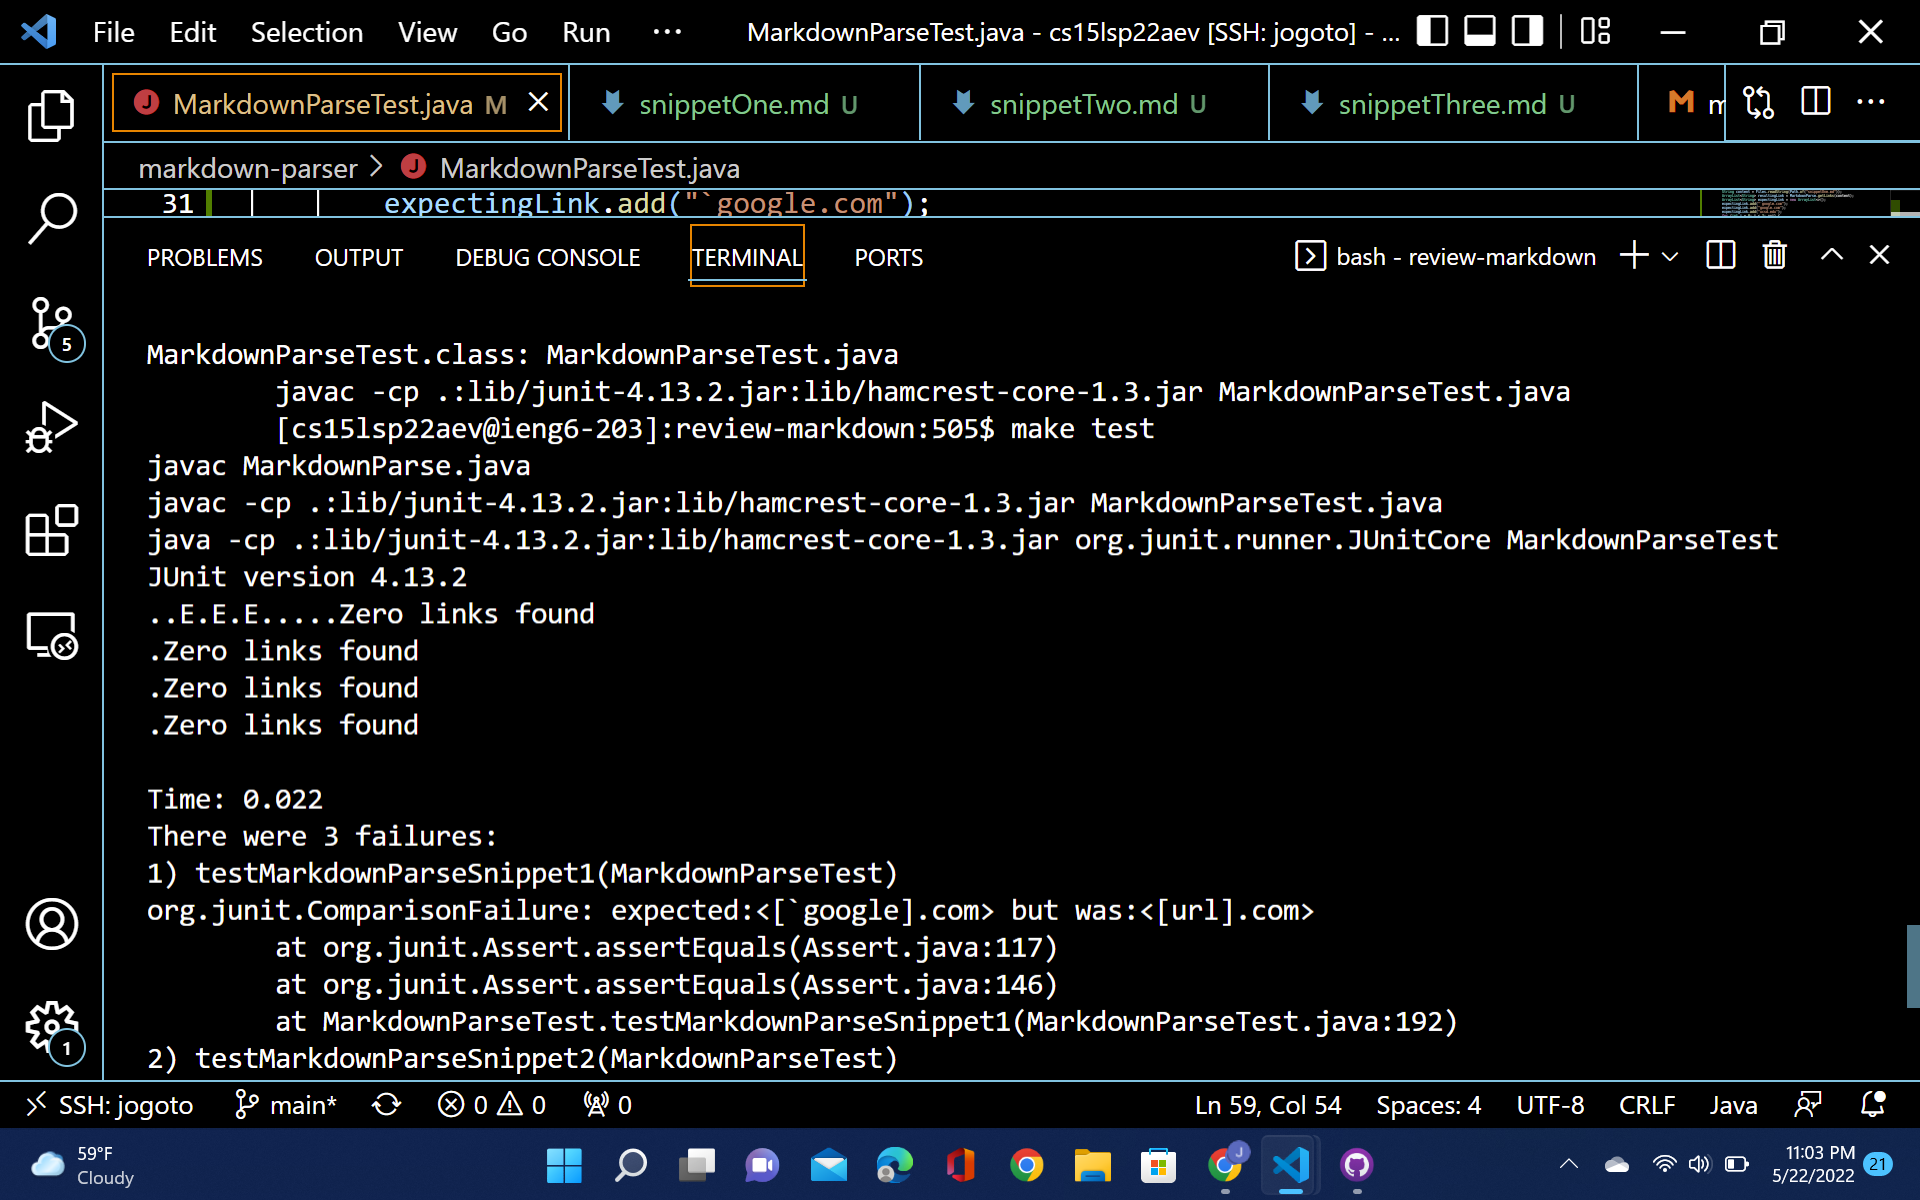 File Edit Selection View Go Run ··· MarkdownParseTest.java - cs15lsp22aev [SSH: jogoto] - ...
J MarkdownParseTest.java M snippetOne.md U snippetTwo.md U snippetThree.md U M
markdown-parser > J MarkdownParseTest.java
31 expectingLink.add("`google.com");
PROBLEMS OUTPUT DEBUG CONSOLE TERMINAL PORTS bash - review-markdown
MarkdownParseTest.class: MarkdownParseTest.java
javac -cp .:lib/junit-4.13.2.jar:lib/hamcrest-core-1.3.jar MarkdownParseTest.java
[cs15lsp22aev@ieng6-203]:review-markdown:505$ make test
javac MarkdownParse.java
javac -cp .:lib/junit-4.13.2.jar:lib/hamcrest-core-1.3.jar MarkdownParseTest.java
java -cp .:lib/junit-4.13.2.jar:lib/hamcrest-core-1.3.jar org.junit.runner.JUnitCore MarkdownParseTest
JUnit version 4.13.2
..E.E.E.....Zero links found
.Zero links found
.Zero links found
.Zero links found
Time: 0.022
There were 3 failures:
1) testMarkdownParseSnippet1(MarkdownParseTest)
org.junit.ComparisonFailure: expected:<[`google].com> but was:<[url].com>
at org.junit.Assert.assertEquals(Assert.java:117)
at org.junit.Assert.assertEquals(Assert.java:146)
at MarkdownParseTest.testMarkdownParseSnippet1(MarkdownParseTest.java:192)
2) testMarkdownParseSnippet2(MarkdownParseTest)
5
1
SSH: jogoto main* 0 0 0 Ln 59, Col 54 Spaces: 4 UTF-8 CRLF Java
59°F
Cloudy
J
11:03 PM
5/22/2022
21